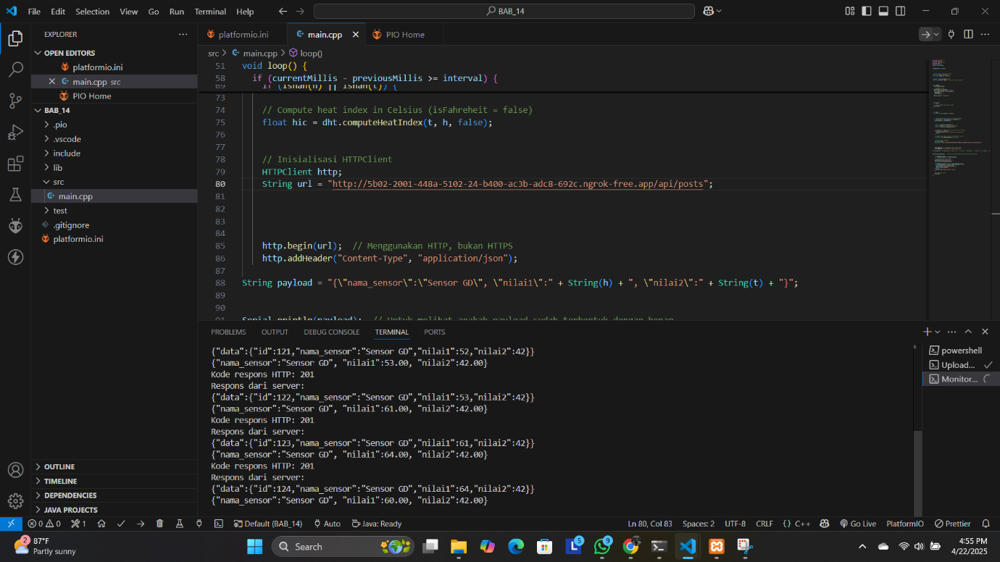 File Edit Selection View Go Run Terminal Help
BAB_14
EXPLORER
OPEN EDITORS
platformio.ini
main.cpp src
PIO Home
BAB_14
.pio
.vscode
include
lib
src
main.cpp
test
.gitignore
platformio.ini
OUTLINE
TIMELINE
DEPENDENCIES
JAVA PROJECTS
platformio.ini main.cpp PIO Home
src > main.cpp > loop()
51 void loop() {
58 if (currentMillis - previousMillis >= interval) {
69 if (isnan(h) || isnan(t)) {
73
74 // Compute heat index in Celsius (isFahreheit = false)
75 float hic = dht.computeHeatIndex(t, h, false);
76
77
78 // Inisialisasi HTTPClient
79 HTTPClient http;
80 String url = "http://5b02-2001-448a-5102-24-b400-ac3b-adc8-692c.ngrok-free.app/api/posts";
81
82
83
84
85 http.begin(url); // Menggunakan HTTP, bukan HTTPS
86 http.addHeader("Content-Type", "application/json");
87
88 String payload = "{\"nama_sensor\":\"Sensor GD\", \"nilai1\":" + String(h) + ", \"nilai2\":" + String(t) + "}";
89
90
91 Serial.println(payload); // Untuk melihat apakah payload sudah terbentuk dengan benar
PROBLEMS OUTPUT DEBUG CONSOLE TERMINAL PORTS
{"data":{"id":121,"nama_sensor":"Sensor GD","nilai1":52,"nilai2":42}}
{"nama_sensor":"Sensor GD", "nilai1":53.00, "nilai2":42.00}
Kode respons HTTP: 201
Respons dari server:
{"data":{"id":122,"nama_sensor":"Sensor GD","nilai1":53,"nilai2":42}}
{"nama_sensor":"Sensor GD", "nilai1":61.00, "nilai2":42.00}
Kode respons HTTP: 201
Respons dari server:
{"data":{"id":123,"nama_sensor":"Sensor GD","nilai1":61,"nilai2":42}}
{"nama_sensor":"Sensor GD", "nilai1":64.00, "nilai2":42.00}
Kode respons HTTP: 201
Respons dari server:
{"data":{"id":124,"nama_sensor":"Sensor GD","nilai1":64,"nilai2":42}}
{"nama_sensor":"Sensor GD", "nilai1":60.00, "nilai2":42.00}
powershell
Upload...
Monitor...
0 0 1 Default (BAB_14) Auto Java: Ready Ln 80, Col 83 Spaces: 2 UTF-8 CRLF {} C++ Go Live PlatformIO Prettier
2 87°F
Partly sunny
Search
L 5 9
4:55 PM
4/22/2025